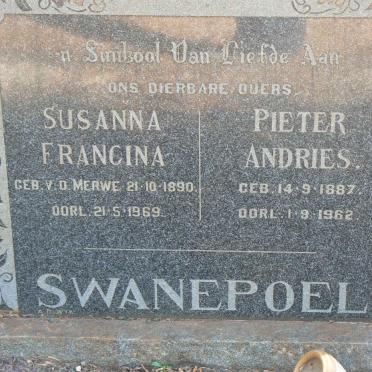 'n Simbool Van Liefde Aan
ONS DIERBARE OUERS
SUSANNA
FRANCINA
GEB. V.D. MERWE 21·10·1890.
OORL. 21·5·1969.
PIETER
ANDRIES.
GEB. 14·9·1887.
OORL. 1·9·1962.
SWANEPOEL